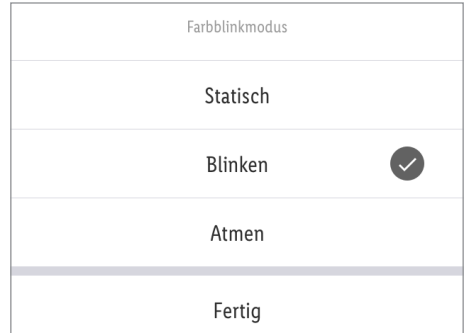 Farbblinkmodus
Statisch
Blinken
Atmen
Fertig